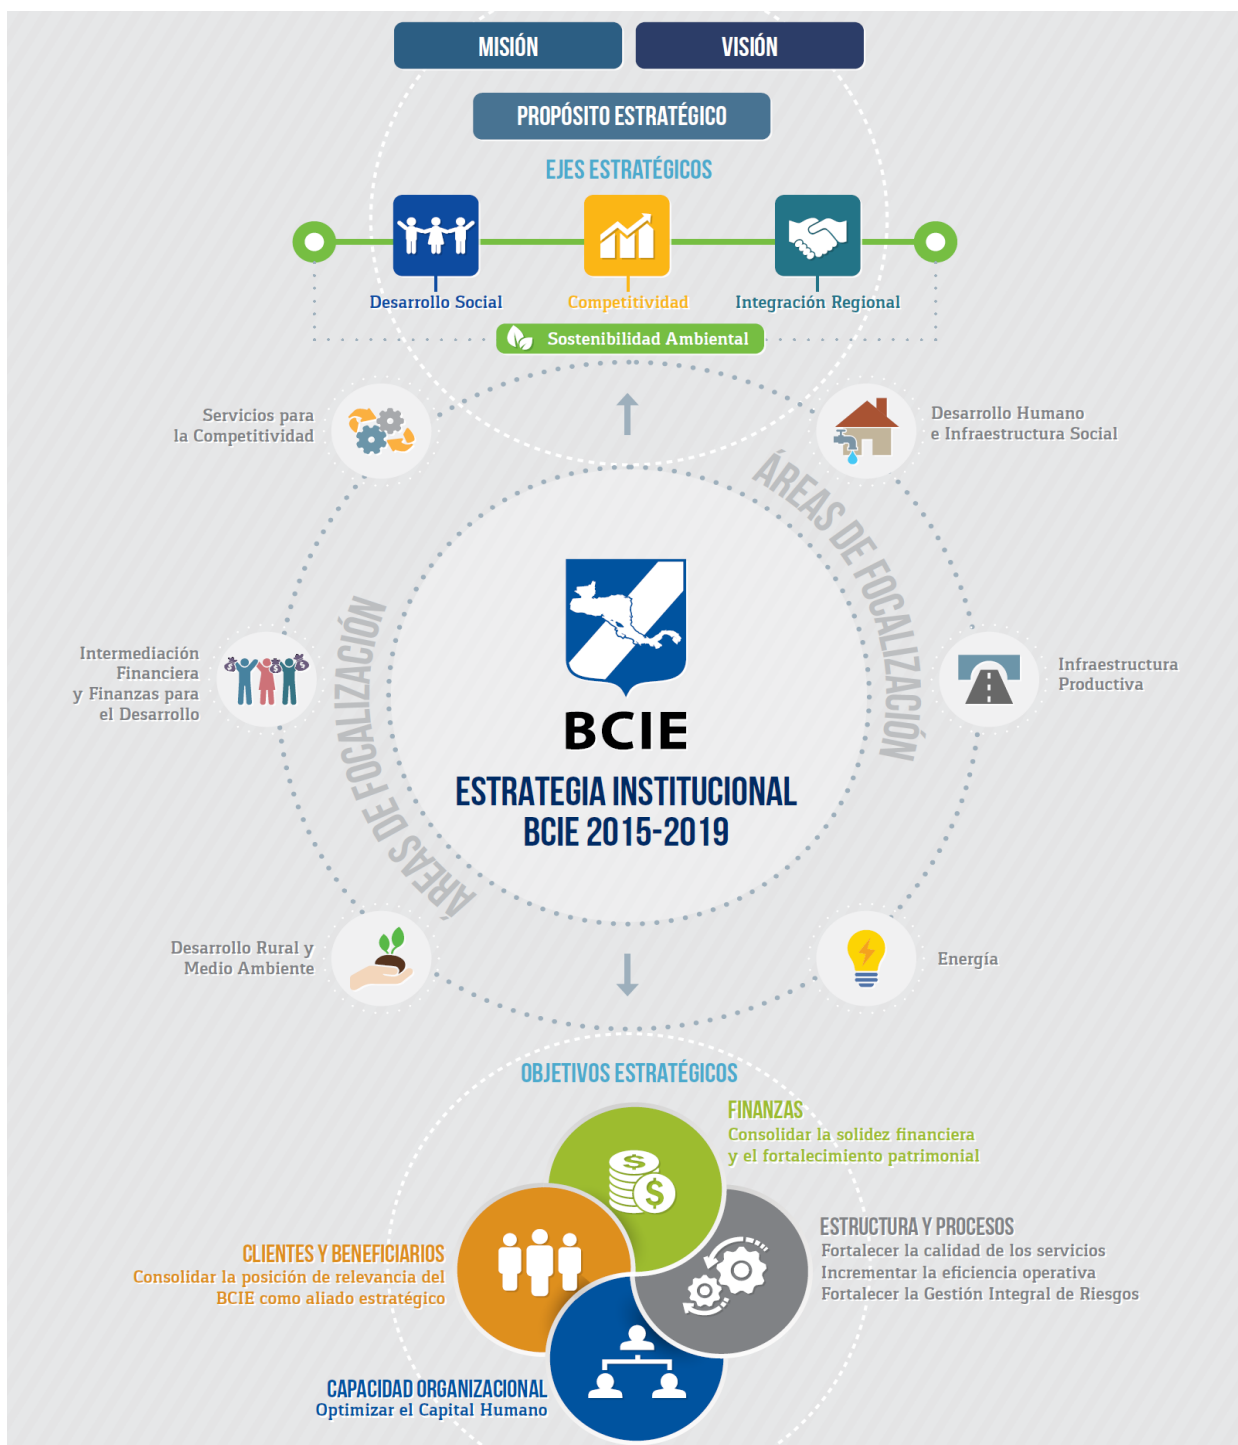 MISIÓN
VISIÓN
PROPÓSITO ESTRATÉGICO
EJES ESTRATÉGICOS
Desarrollo Social
Competitividad
Integración Regional
Sostenibilidad Ambiental
Servicios para
la Competitividad
Desarrollo Humano
e Infraestructura Social
ÁREAS DE FOCALIZACIÓN
ÁREAS DE FOCALIZACIÓN
Intermediación
Financiera
y Finanzas para
el Desarrollo
Infraestructura
Productiva
BCIE
ESTRATEGIA INSTITUCIONAL
BCIE 2015-2019
Desarrollo Rural y
Medio Ambiente
Energía
OBJETIVOS ESTRATÉGICOS
FINANZAS
Consolidar la solidez financiera
y el fortalecimiento patrimonial
ESTRUCTURA Y PROCESOS
Fortalecer la calidad de los servicios
Incrementar la eficiencia operativa
Fortalecer la Gestión Integral de Riesgos
CLIENTES Y BENEFICIARIOS
Consolidar la posición de relevancia del
BCIE como aliado estratégico
CAPACIDAD ORGANIZACIONAL
Optimizar el Capital Humano